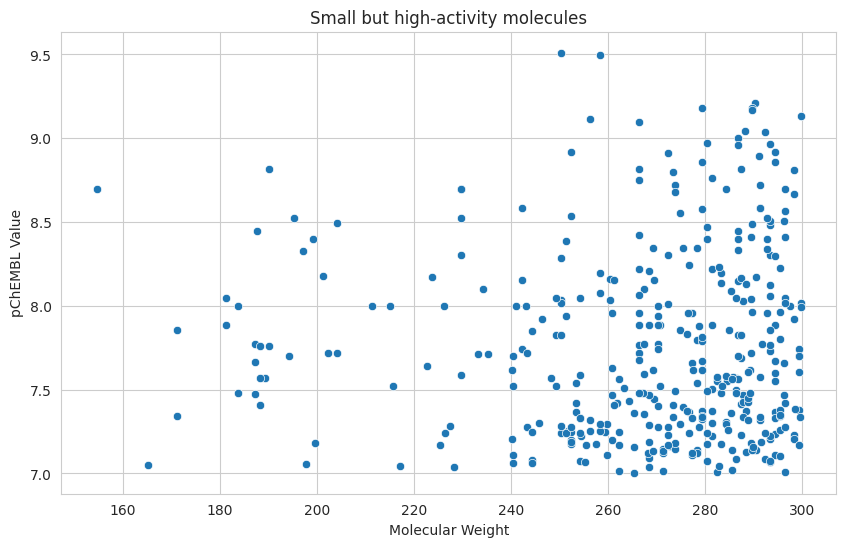 Small but high-activity molecules
pChEMBL Value
9.5
9.0
8.5
8.0
7.5
7.0
160 180 200 220 240 260 280 300
Molecular Weight